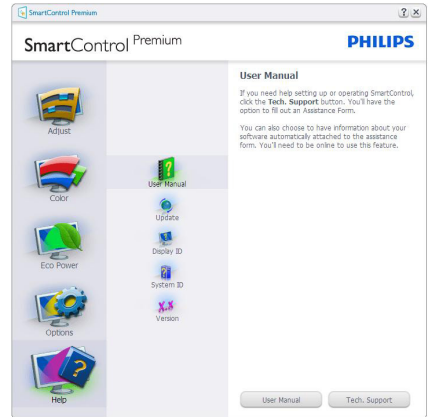 SmartControl Premium
? ×
SmartControl Premium
PHILIPS
Adjust
Color
Eco Power
Options
?
Help
?
User Manual
Update
Display ID
System ID
X.X
Version
User Manual
If you need help setting up or operating SmartControl,
click the Tech. Support button. You'll have the
option to fill out an Assistance Form.
You can also choose to have information about your
software automatically attached to the assistance
form. You'll need to be online to use this feature.
User Manual
Tech. Support